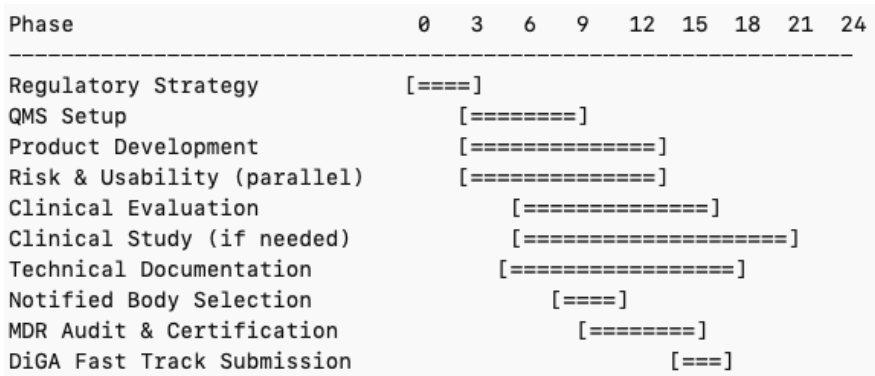 Phase                          0   3   6   9   12  15  18  21  24
————————————————————————————————————————————————————————————————
Regulatory Strategy           [====]
QMS Setup                         [========]
Product Development               [==============]
Risk & Usability (parallel)       [==============]
Clinical Evaluation                   [==============]
Clinical Study (if needed)            [====================]
Technical Documentation              [=================]
Notified Body Selection                  [====]
MDR Audit & Certification                  [========]
DiGA Fast Track Submission                        [===]